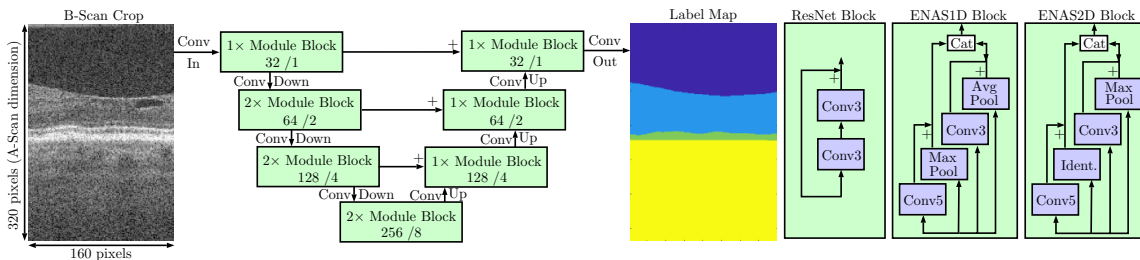 B-Scan Crop
320 pixels (A-Scan dimension)
160 pixels
Conv
In
1× Module Block
32 /1
Conv Down
2× Module Block
64 /2
Conv Down
2× Module Block
128 /4
Conv Down
2× Module Block
256 /8
Conv Up
+
1× Module Block
128 /4
Conv Up
+
1× Module Block
64 /2
Conv Up
+
1× Module Block
32 /1
Conv
Out
Label Map
ResNet Block
+
Conv3
Conv3
ENAS1D Block
Cat
+
Avg
Pool
Conv3
+
Max
Pool
Conv5
ENAS2D Block
Cat
+
Max
Pool
Conv3
+
Ident.
Conv5